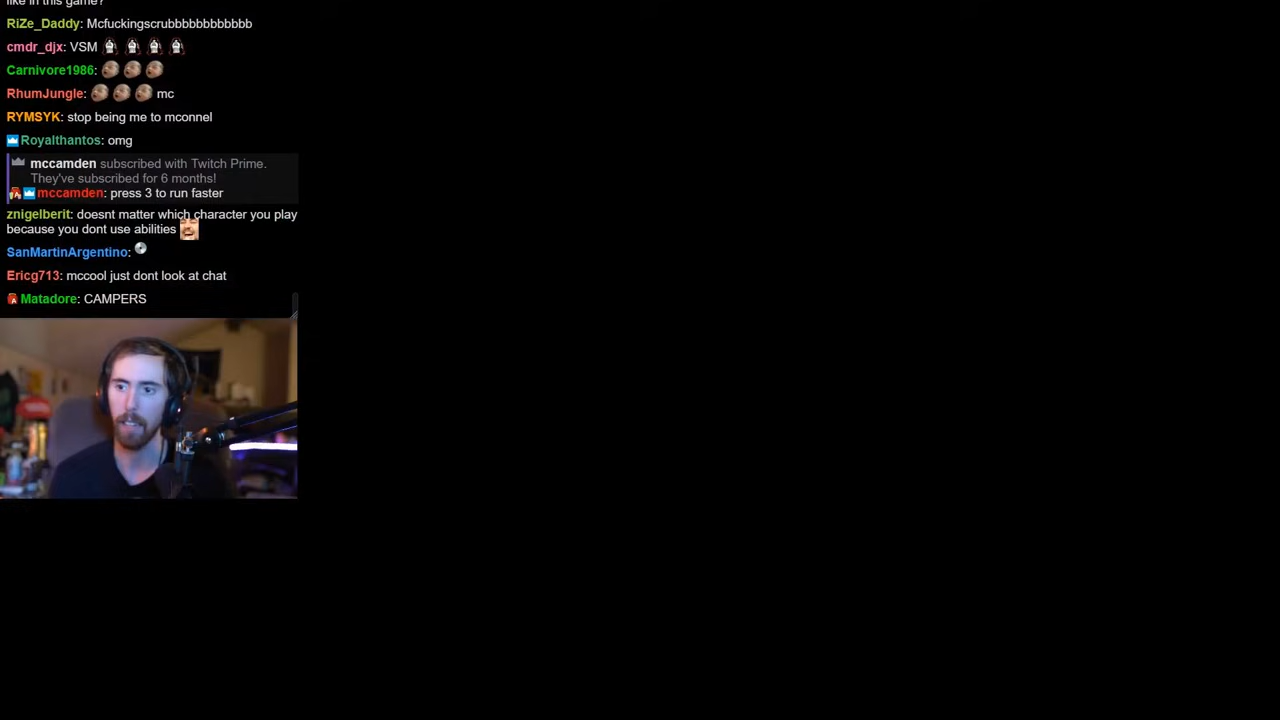 like in this game?
RiZe_Daddy: Mcfuckingscrubbbbbbbbbbbb
cmdr_djx: VSM
Carnivore1986:
RhumJungle: mc
RYMSYK: stop being me to mconnel
Royalthantos: omg
mccamden subscribed with Twitch Prime.
They've subscribed for 6 months!
mccamden: press 3 to run faster
znigelberit: doesnt matter which character you play
because you dont use abilities
SanMartinArgentino:
Ericg713: mccool just dont look at chat
Matadore: CAMPERS